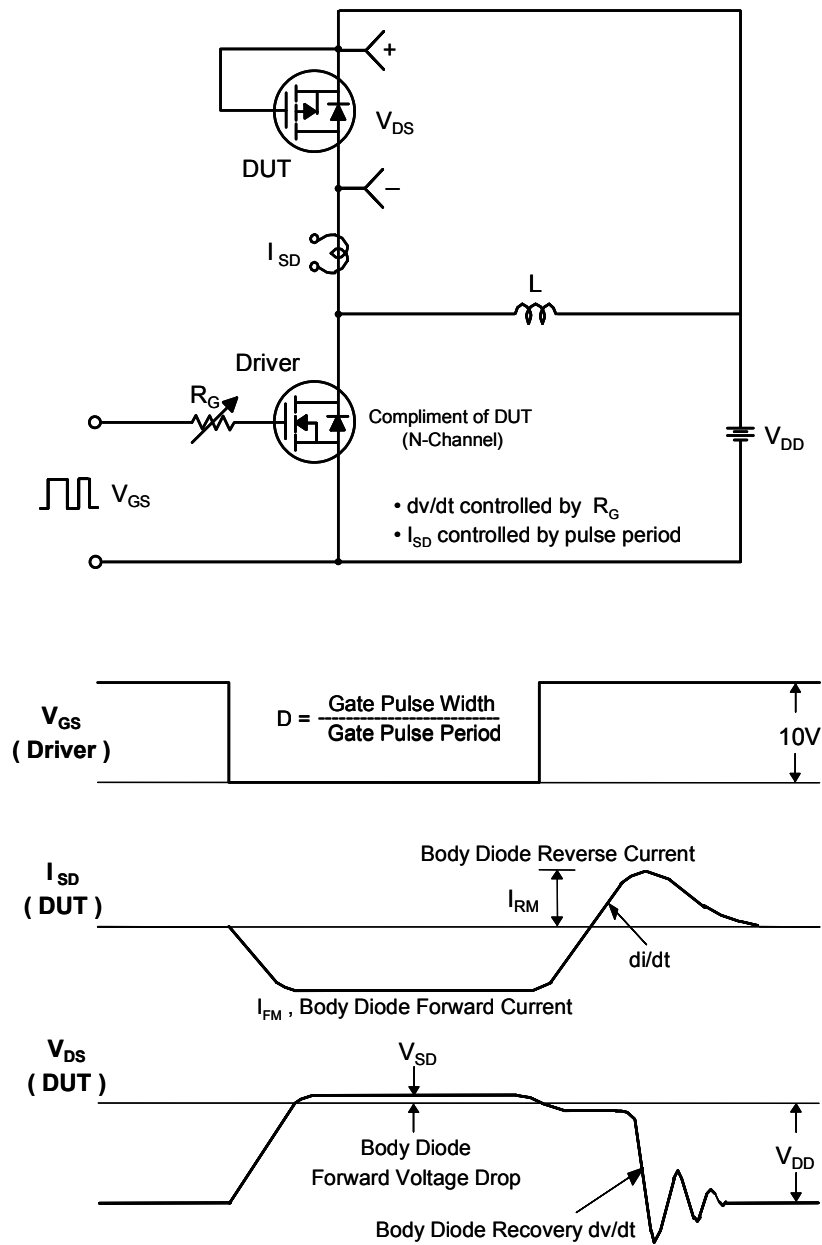 +
V_DS
DUT
–
I_SD
L
Driver
R_G
Compliment of DUT
(N-Channel)
V_DD
V_GS
• dv/dt controlled by R_G
• I_SD controlled by pulse period
V_GS
( Driver )
D = Gate Pulse Width
Gate Pulse Period
10V
I_SD
( DUT )
Body Diode Reverse Current
I_RM
di/dt
I_FM , Body Diode Forward Current
V_DS
( DUT )
V_SD
Body Diode
Forward Voltage Drop
V_DD
Body Diode Recovery dv/dt